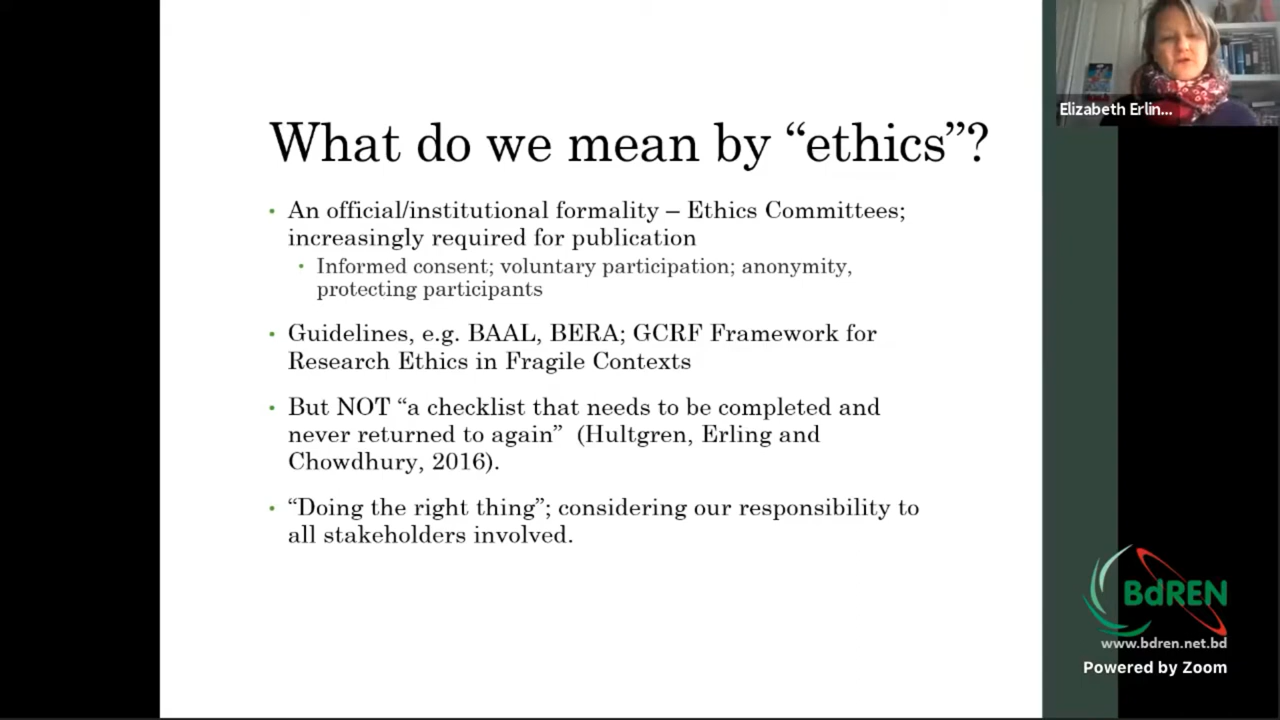 What do we mean by “ethics”?
• An official/institutional formality – Ethics Committees;
increasingly required for publication
• Informed consent; voluntary participation; anonymity,
protecting participants
• Guidelines, e.g. BAAL, BERA; GCRF Framework for
Research Ethics in Fragile Contexts
• But NOT “a checklist that needs to be completed and
never returned to again” (Hultgren, Erling and
Chowdhury, 2016).
• “Doing the right thing”; considering our responsibility to
all stakeholders involved.
Elizabeth Erlin...
BdREN
www.bdren.net.bd
Powered by Zoom